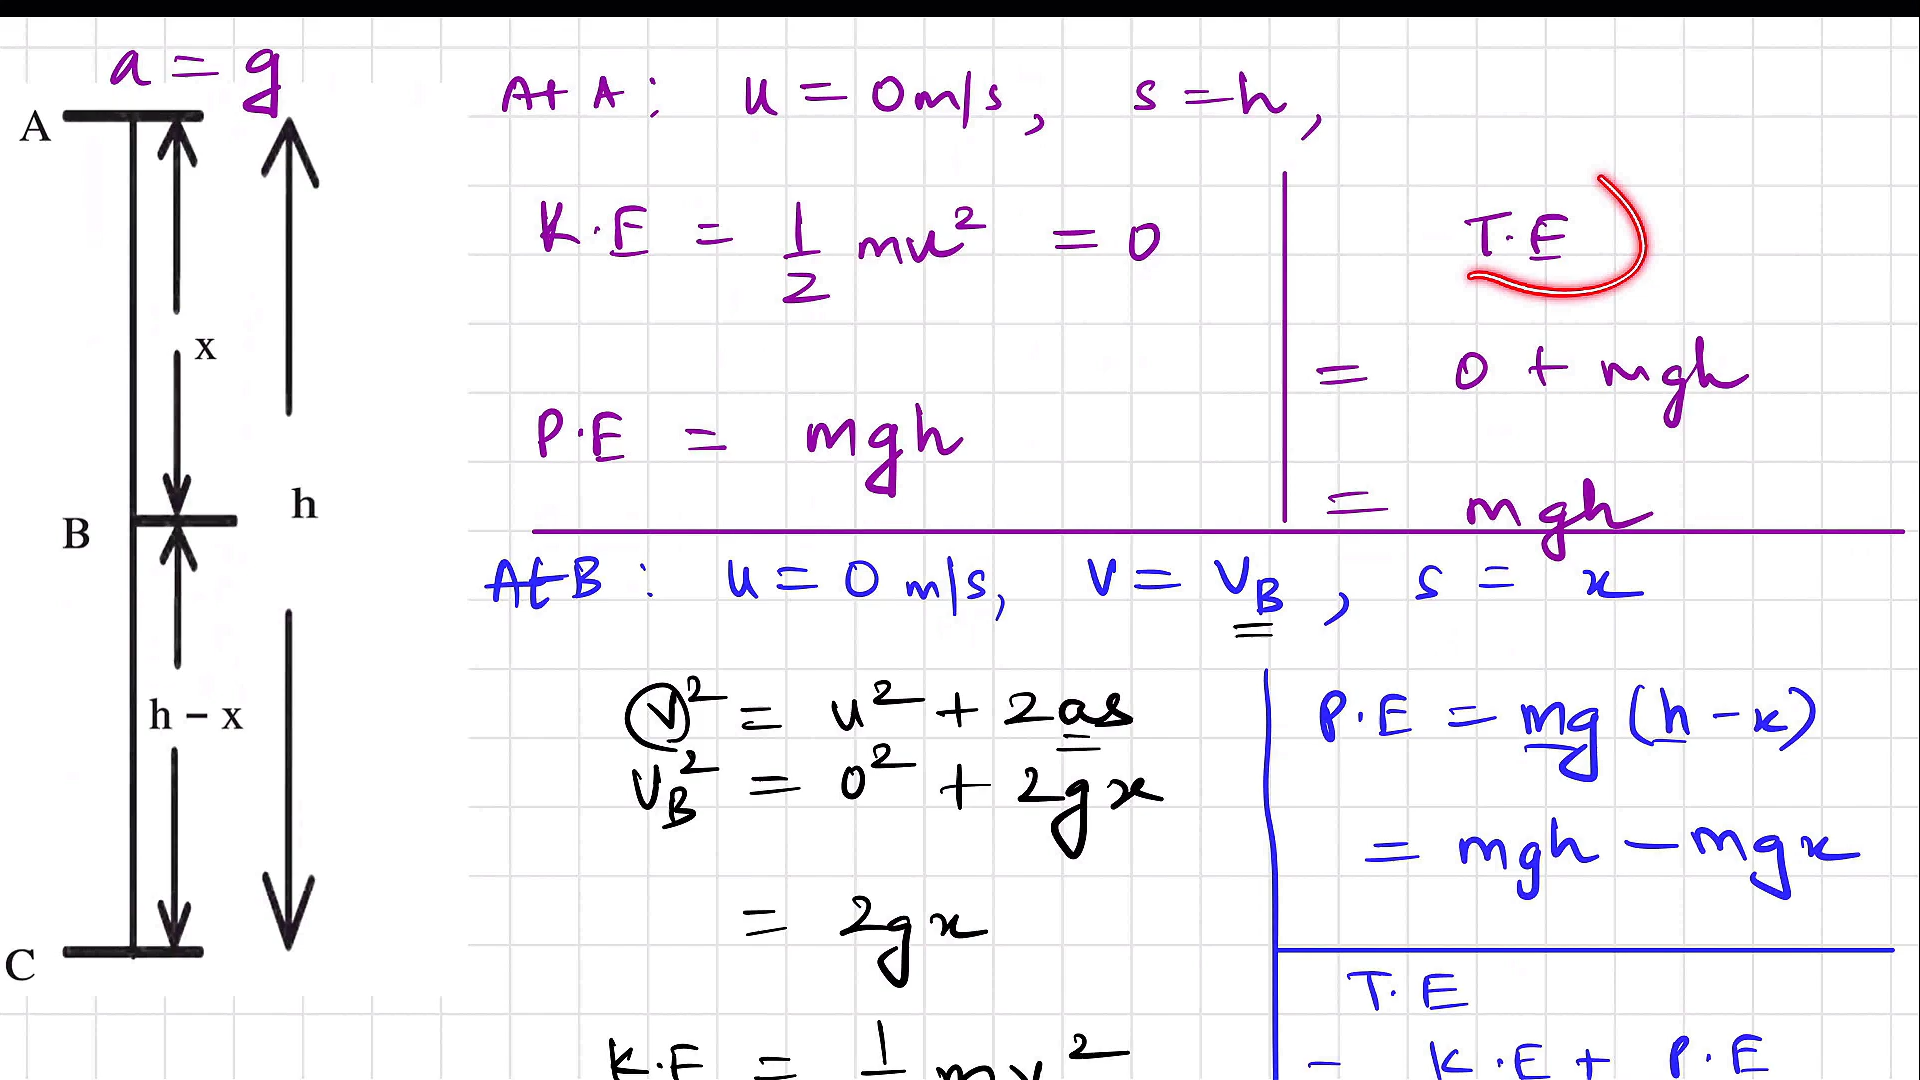 a = g
A
x
B
h
h – x
C
At A : u = 0 m/s , s = h ,
K.E = 1/2 mu² = 0
P.E = mgh
T.E
= 0 + mgh
= mgh
At B : u = 0 m/s, v = v_B , s = x
v² = u² + 2as
v_B² = 0² + 2gx
= 2gx
K.E = 1 mv²
P.E = mg (h – x)
= mgh – mgx
T.E
= K.E + P.E